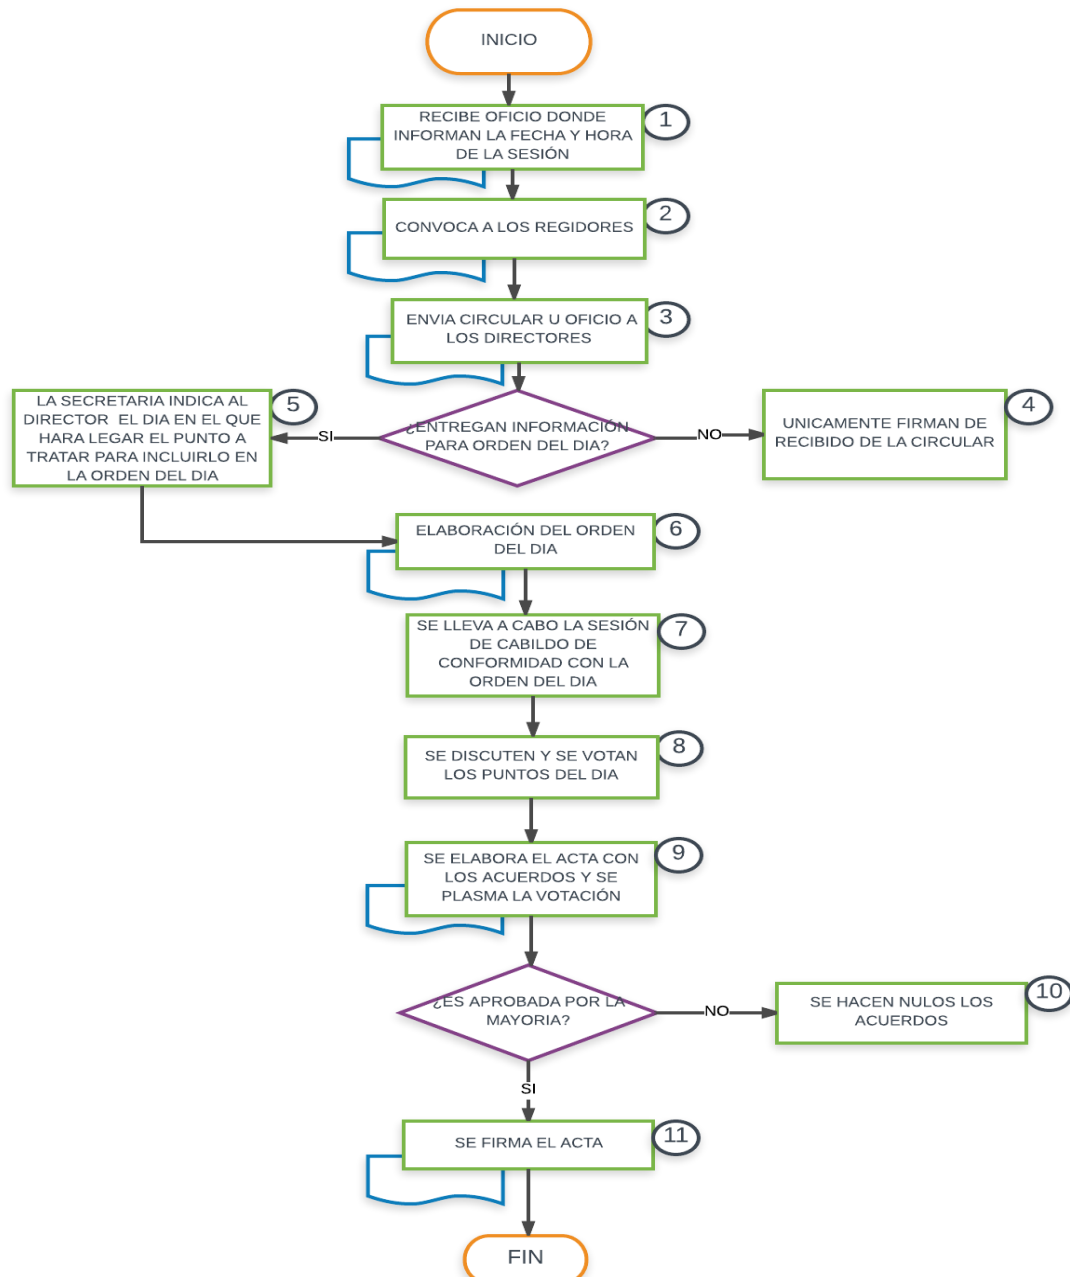 INICIO
RECIBE OFICIO DONDE
INFORMAN LA FECHA Y HORA
DE LA SESIÓN
1
CONVOCA A LOS REGIDORES
2
ENVIA CIRCULAR U OFICIO A
LOS DIRECTORES
3
¿ENTREGAN INFORMACIÓN
PARA ORDEN DEL DIA?
SI
NO
UNICAMENTE FIRMAN DE
RECIBIDO DE LA CIRCULAR
4
LA SECRETARIA INDICA AL
DIRECTOR EL DIA EN EL QUE
HARA LEGAR EL PUNTO A
TRATAR PARA INCLUIRLO EN
LA ORDEN DEL DIA
5
ELABORACIÓN DEL ORDEN
DEL DIA
6
SE LLEVA A CABO LA SESIÓN
DE CABILDO DE
CONFORMIDAD CON LA
ORDEN DEL DIA
7
SE DISCUTEN Y SE VOTAN
LOS PUNTOS DEL DIA
8
SE ELABORA EL ACTA CON
LOS ACUERDOS Y SE
PLASMA LA VOTACIÓN
9
¿ES APROBADA POR LA
MAYORIA?
NO
SE HACEN NULOS LOS
ACUERDOS
10
SI
SE FIRMA EL ACTA
11
FIN